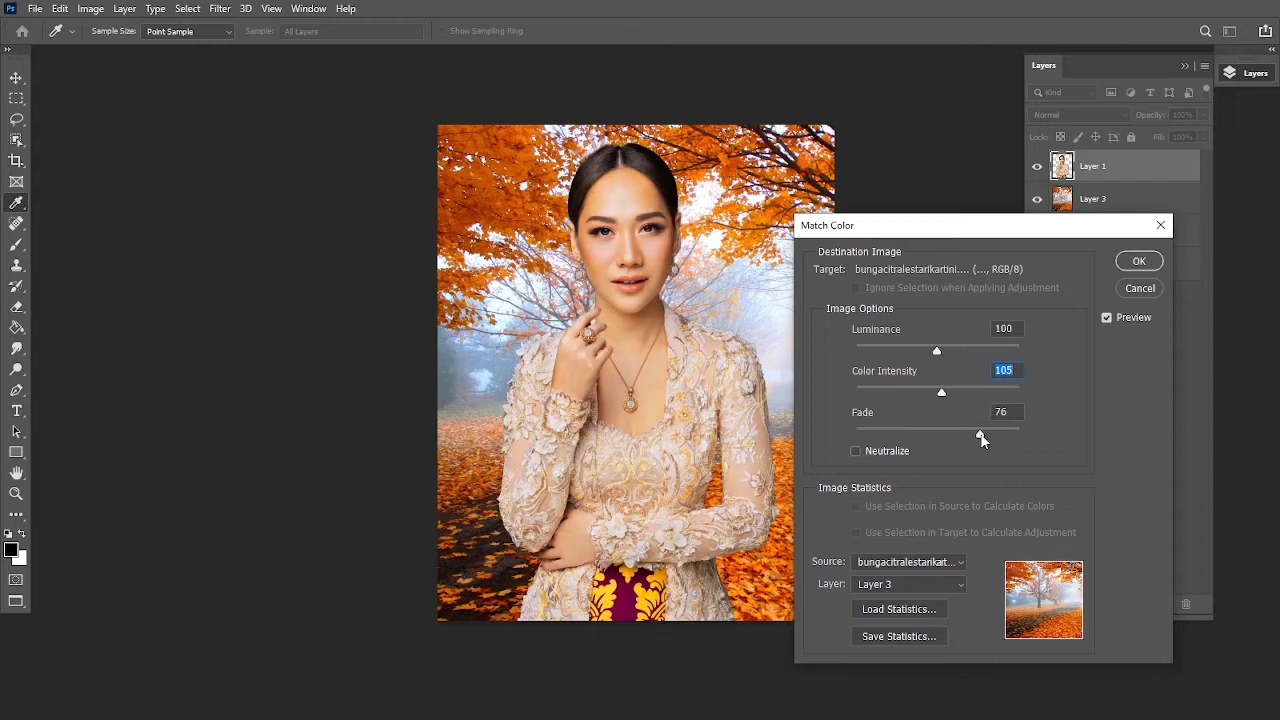 Ps File Edit Image Layer Type Select Filter 3D View Window Help
Sample Size: Point Sample Sample: All Layers Show Sampling Ring
Layers
Layers
Kind
Normal Opacity: 100%
Lock: Fill: 100%
Layer 1
Layer 3
Match Color
Destination Image
Target: bungacitralestarikartini.... (..., RGB/8)
Ignore Selection when Applying Adjustment
OK
Cancel
Preview
Image Options
Luminance 100
Color Intensity 105
Fade 76
Neutralize
Image Statistics
Use Selection in Source to Calculate Colors
Use Selection in Target to Calculate Adjustment
Source: bungacitralestarikart...
Layer: Layer 3
Load Statistics...
Save Statistics...